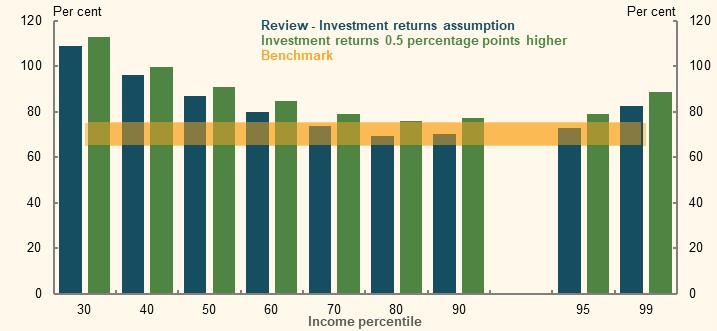 Per cent Per cent
Review - Investment returns assumption
Investment returns 0.5 percentage points higher
Benchmark
120 120
100 100
80 80
60 60
40 40
20 20
0 0
30 40 50 60 70 80 90 95 99
Income percentile